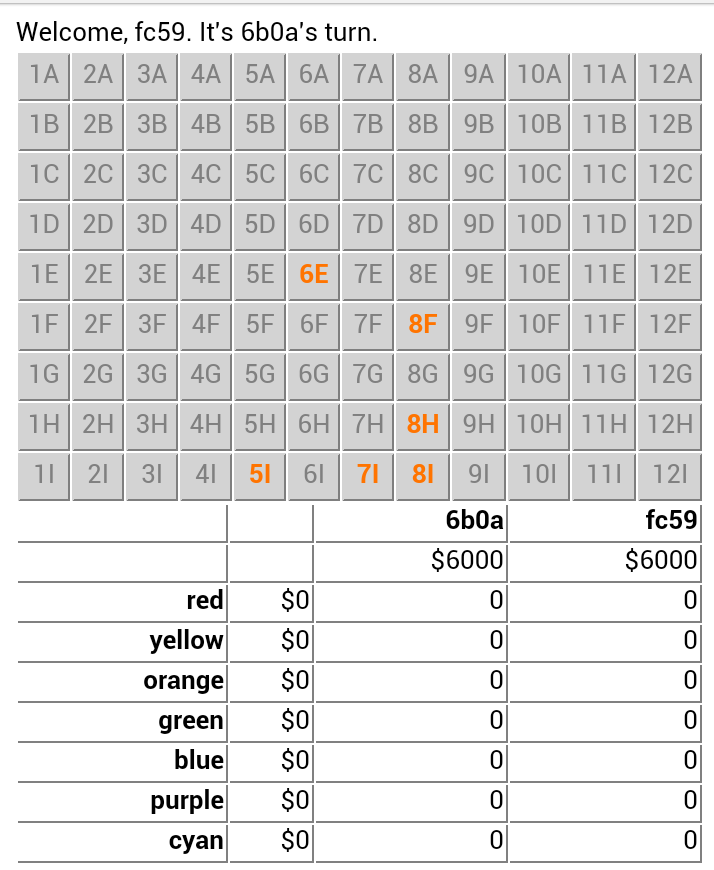 Welcome, fc59. It's 6b0a's turn.
1A 2A 3A 4A 5A 6A 7A 8A 9A 10A 11A 12A
1B 2B 3B 4B 5B 6B 7B 8B 9B 10B 11B 12B
1C 2C 3C 4C 5C 6C 7C 8C 9C 10C 11C 12C
1D 2D 3D 4D 5D 6D 7D 8D 9D 10D 11D 12D
1E 2E 3E 4E 5E 6E 7E 8E 9E 10E 11E 12E
1F 2F 3F 4F 5F 6F 7F 8F 9F 10F 11F 12F
1G 2G 3G 4G 5G 6G 7G 8G 9G 10G 11G 12G
1H 2H 3H 4H 5H 6H 7H 8H 9H 10H 11H 12H
1I 2I 3I 4I 5I 6I 7I 8I 9I 10I 11I 12I
6b0a fc59
$6000 $6000
red $0 0 0
yellow $0 0 0
orange $0 0 0
green $0 0 0
blue $0 0 0
purple $0 0 0
cyan $0 0 0